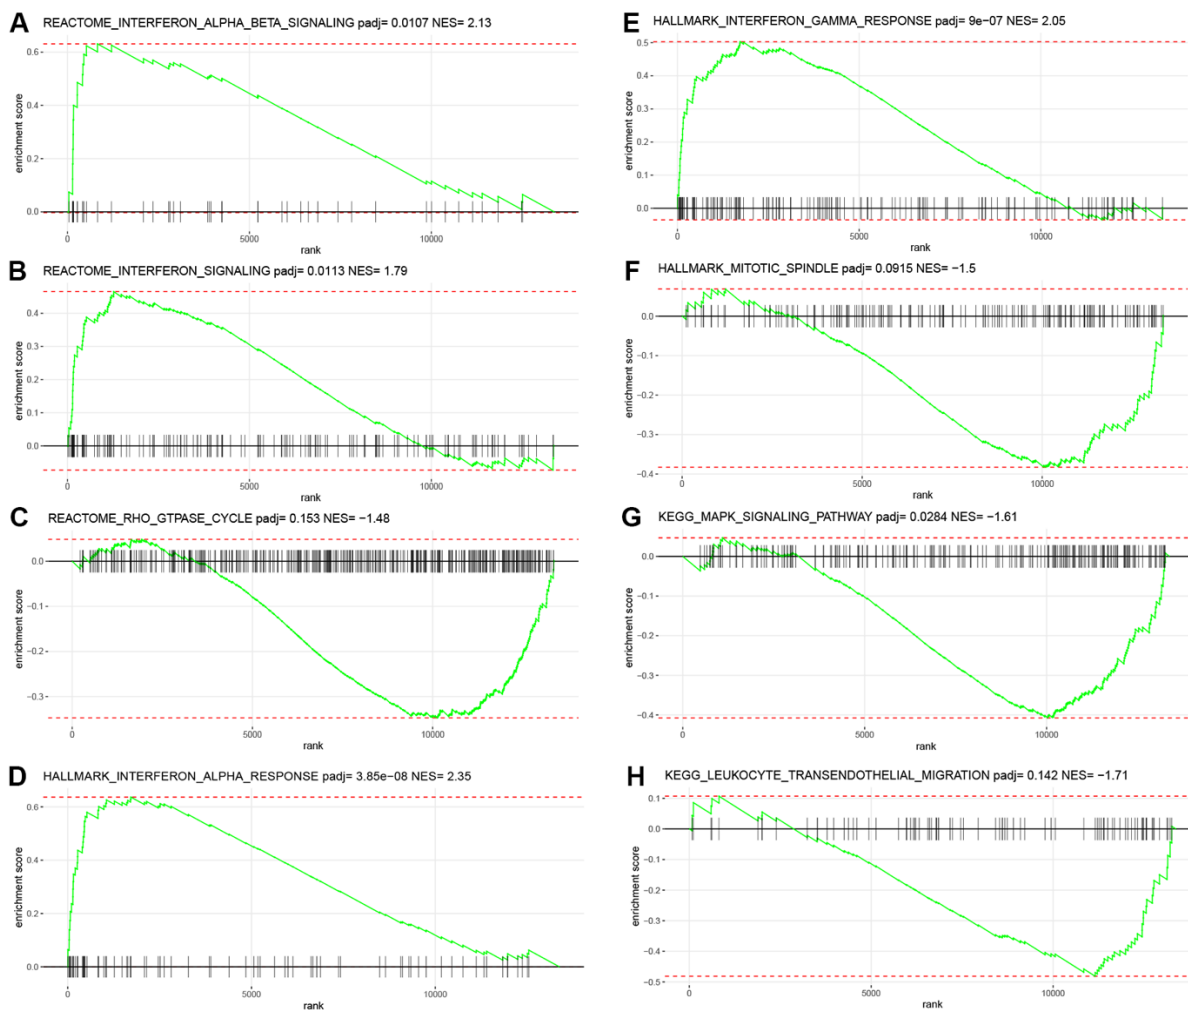 A
REACTOME_INTERFERON_ALPHA_BETA_SIGNALING padj= 0.0107 NES= 2.13
enrichment score
0.6
0.4
0.2
0.0
0
5000
10000
rank
B
REACTOME_INTERFERON_SIGNALING padj= 0.0113 NES= 1.79
enrichment score
0.4
0.3
0.2
0.1
0.0
0
5000
10000
rank
C
REACTOME_RHO_GTPASE_CYCLE padj= 0.153 NES= −1.48
enrichment score
0.0
−0.1
−0.2
−0.3
0
5000
10000
rank
D
HALLMARK_INTERFERON_ALPHA_RESPONSE padj= 3.85e−08 NES= 2.35
enrichment score
0.6
0.4
0.2
0.0
0
5000
10000
rank
E
HALLMARK_INTERFERON_GAMMA_RESPONSE padj= 9e−07 NES= 2.05
enrichment score
0.5
0.4
0.3
0.2
0.1
0.0
0
5000
10000
rank
F
HALLMARK_MITOTIC_SPINDLE padj= 0.0915 NES= −1.5
enrichment score
0.0
−0.1
−0.2
−0.3
−0.4
0
5000
10000
rank
G
KEGG_MAPK_SIGNALING_PATHWAY padj= 0.0284 NES= −1.61
enrichment score
0.0
−0.1
−0.2
−0.3
−0.4
0
5000
10000
rank
H
KEGG_LEUKOCYTE_TRANSENDOTHELIAL_MIGRATION padj= 0.142 NES= −1.71
enrichment score
0.1
0.0
−0.1
−0.2
−0.3
−0.4
−0.5
0
5000
10000
rank